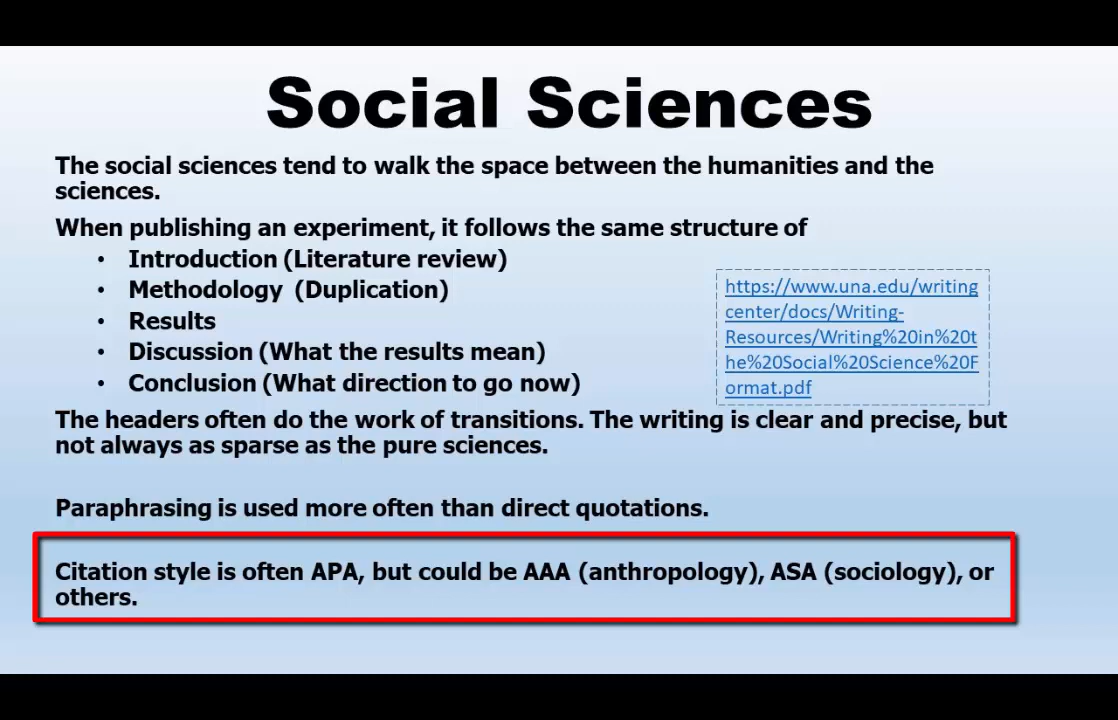 Social Sciences
The social sciences tend to walk the space between the humanities and the
sciences.
When publishing an experiment, it follows the same structure of
• Introduction (Literature review)
• Methodology (Duplication)
• Results
• Discussion (What the results mean)
• Conclusion (What direction to go now)
https://www.una.edu/writing
center/docs/Writing-
Resources/Writing%20in%20t
he%20Social%20Science%20F
ormat.pdf
The headers often do the work of transitions. The writing is clear and precise, but
not always as sparse as the pure sciences.
Paraphrasing is used more often than direct quotations.
Citation style is often APA, but could be AAA (anthropology), ASA (sociology), or
others.